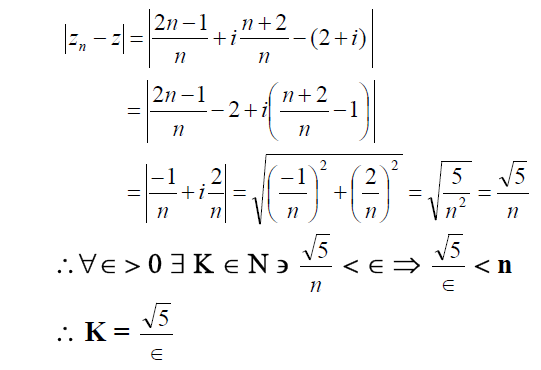 |zₙ − z| = |(2n−1)/n + i (n+2)/n − (2+i)|
= |(2n−1)/n − 2 + i((n+2)/n − 1)|
= |−1/n + i 2/n| = √((−1/n)² + (2/n)²) = √(5/n²) = √5/n
∴ ∀ ∈ > 0 ∃ K ∈ N ∍ √5/n < ∈ ⇒ √5/∈ < n
∴ K = √5/∈